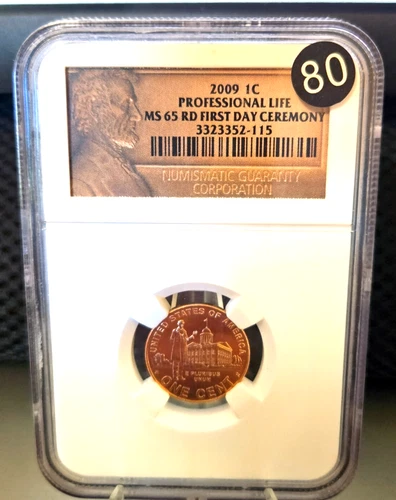 80
2009 1C
PROFESSIONAL LIFE
MS 65 RD FIRST DAY CEREMONY
3323352-115
NUMISMATIC GUARANTY
CORPORATION
UNITED STATES OF AMERICA
E PLURIBUS
UNUM
ONE CENT